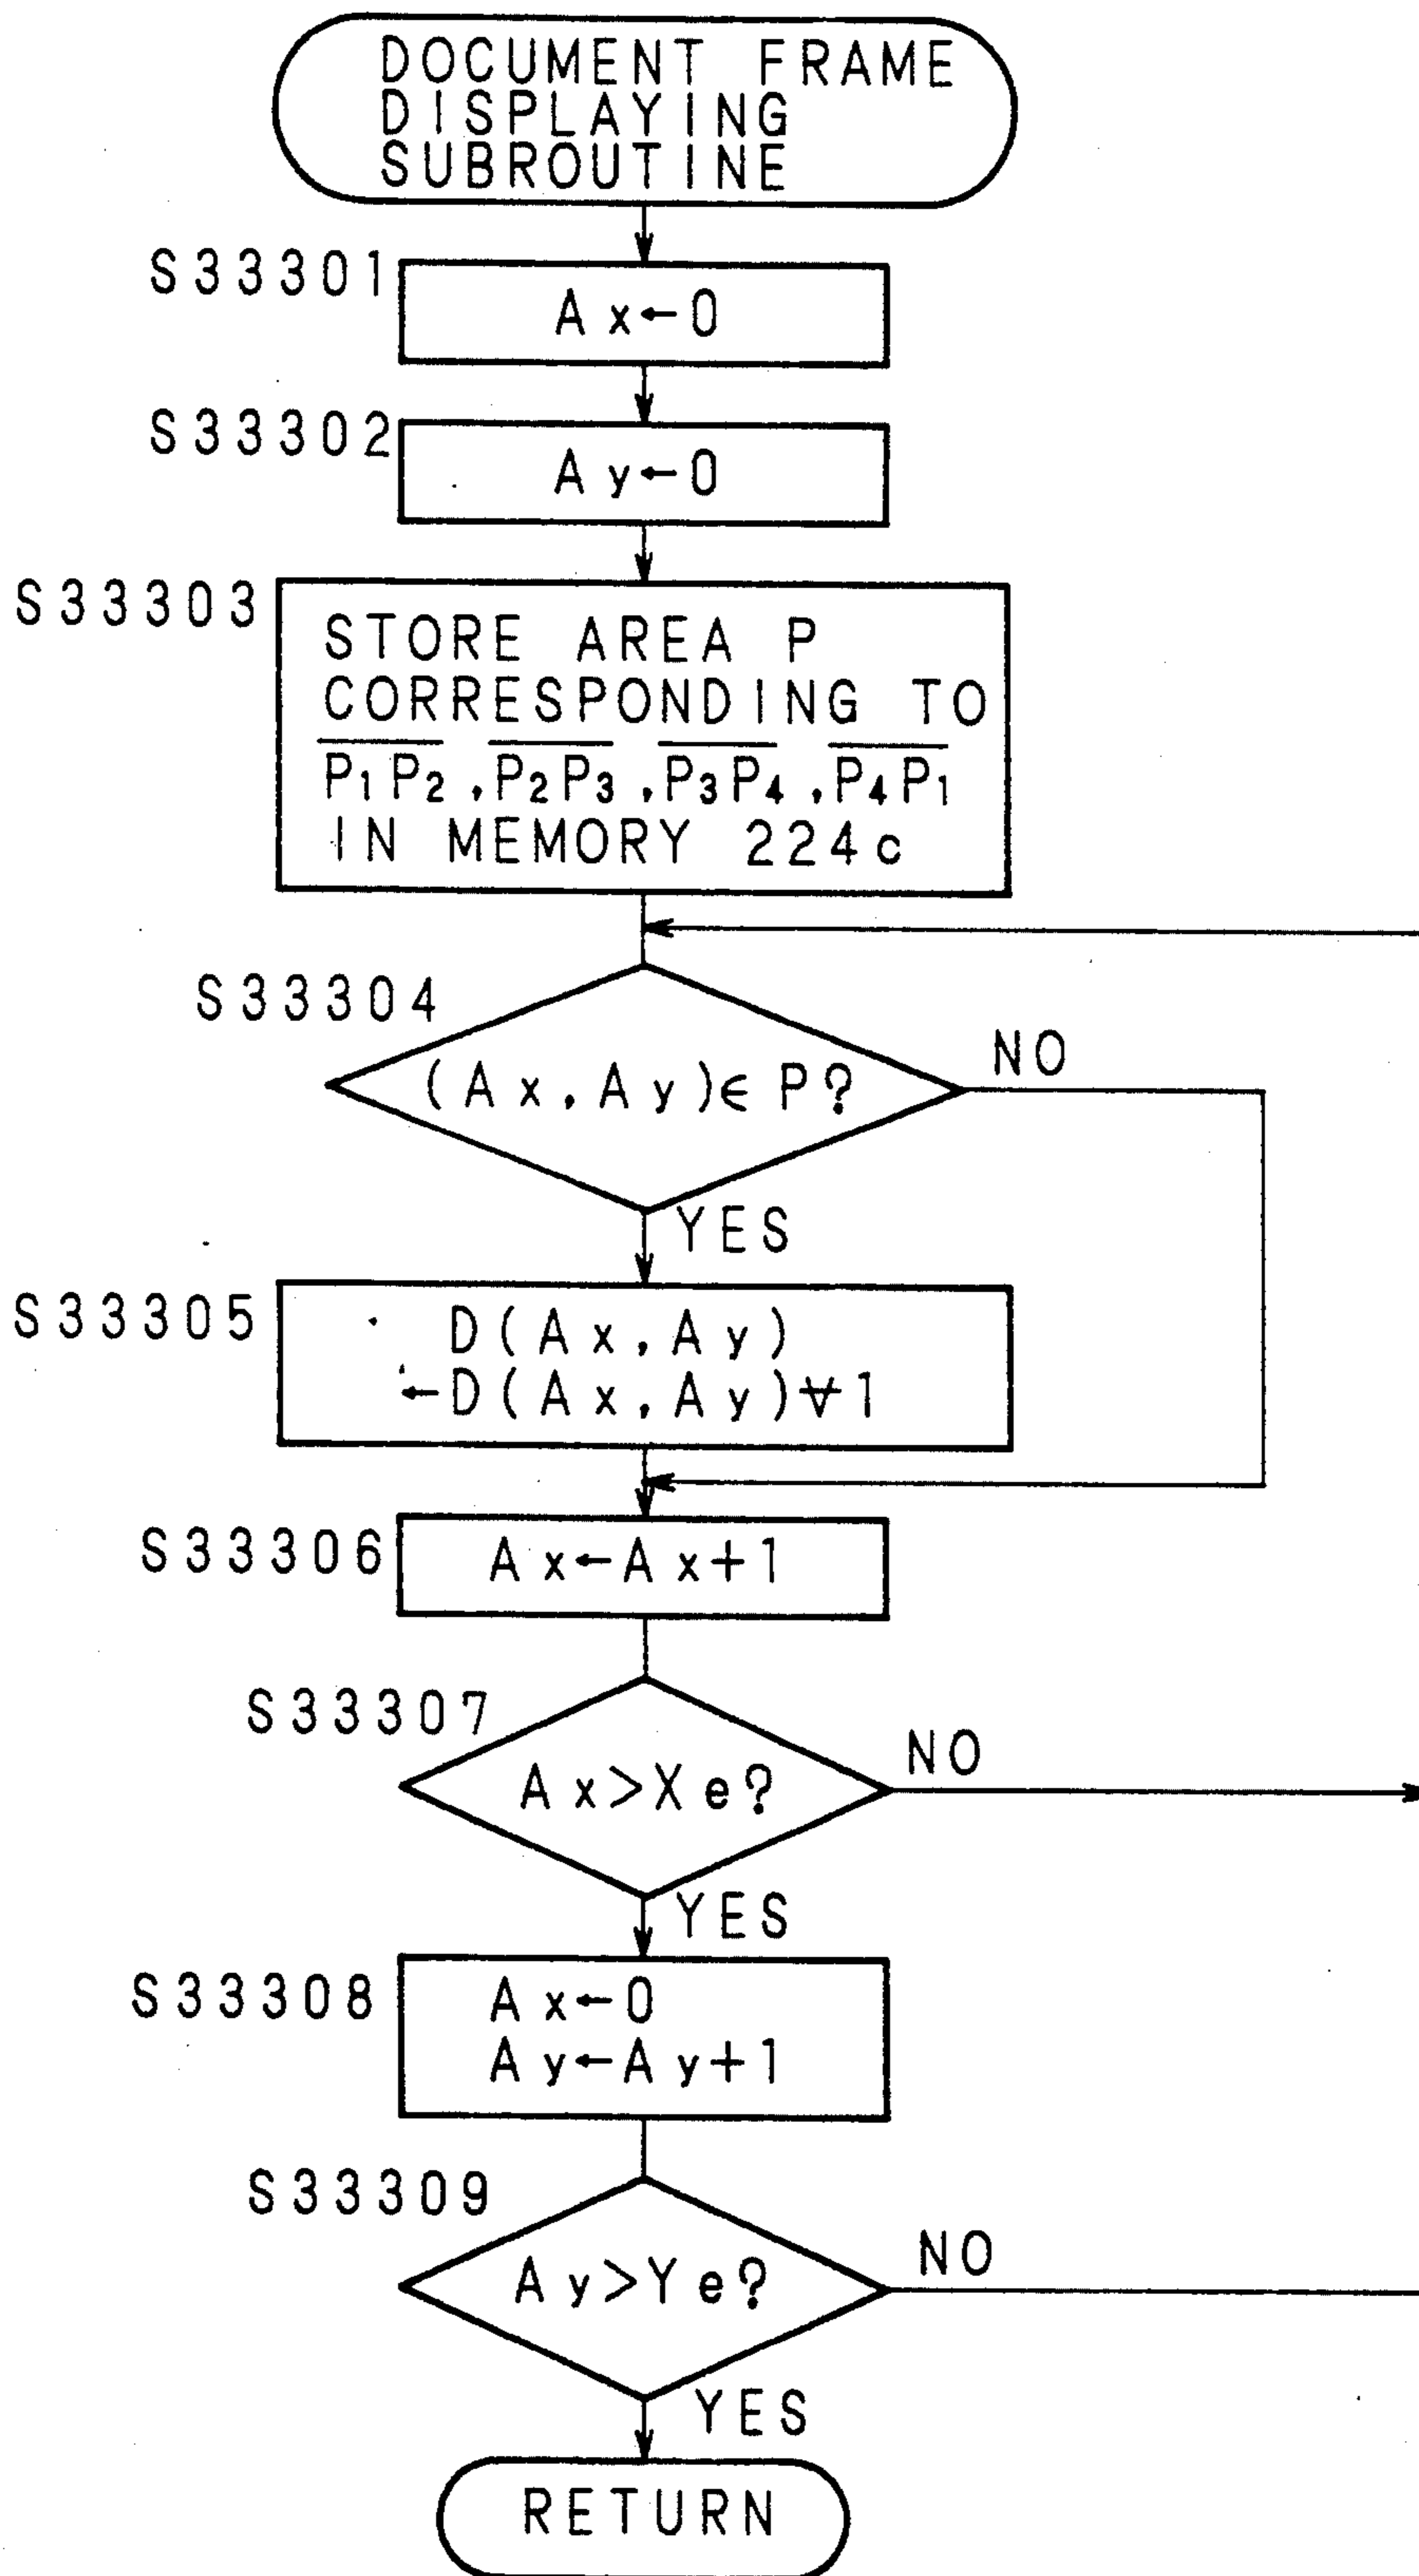 DOCUMENT FRAME
DISPLAYING
SUBROUTINE
S33301
Ax←0
S33302
Ay←0
S33303
STORE AREA P
CORRESPONDING TO
P₁P₂,P₂P₃,P₃P₄,P₄P₁
IN MEMORY 224c
S33304
(Ax,Ay)∈P?
NO
YES
S33305
D(Ax,Ay)
←D(Ax,Ay)⩝1
S33306
Ax←Ax+1
S33307
Ax>Xe?
NO
YES
S33308
Ax←0
Ay←Ay+1
S33309
Ay>Ye?
NO
YES
RETURN